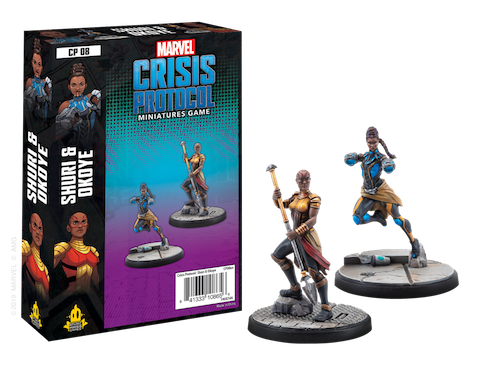 CP 08
SHURI &
OKOYE
SHURI &
OKOYE
MARVEL
CRISIS
PROTOCOL
MINIATURES GAME